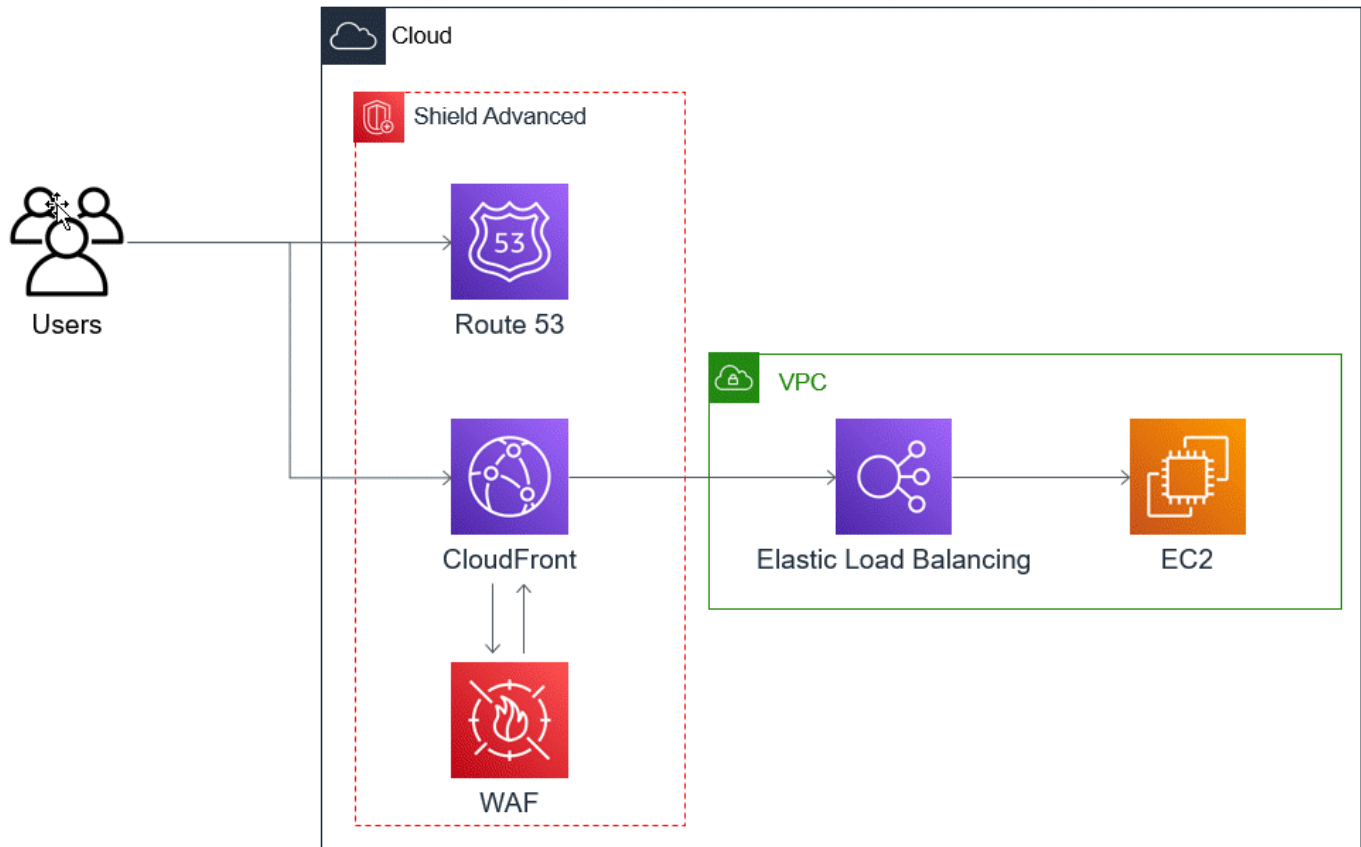 Cloud
Shield Advanced
53
Users
Route 53
VPC
CloudFront
Elastic Load Balancing
EC2
WAF